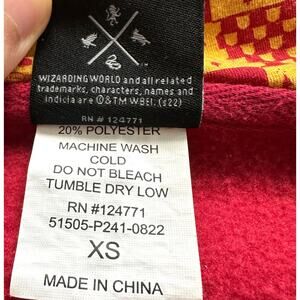 WIZARDING WORLD and all related
trademarks, characters, names and
indicia are ©&TM WBEI. (s22)
RN # 124771
20% POLYESTER
MACHINE WASH
COLD
DO NOT BLEACH
TUMBLE DRY LOW
RN #124771
51505-P241-0822
XS
MADE IN CHINA